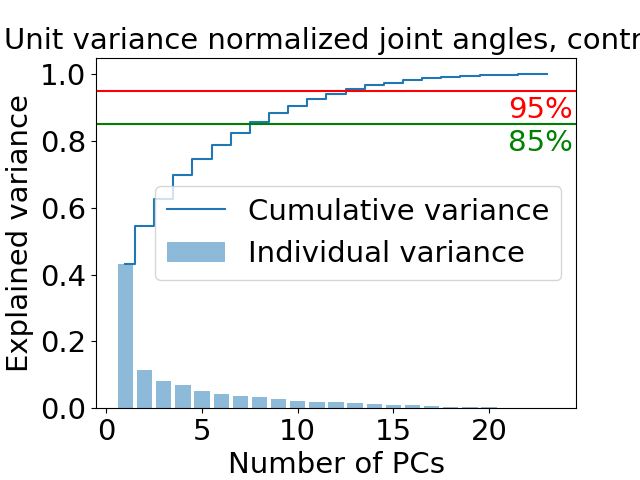 Unit variance normalized joint angles,
1.0
0.8
0.6
0.4
0.2
0.0
Explained variance
95%
85%
Cumulative variance
Individual variance
0 5 10 15 20
Number of PCs